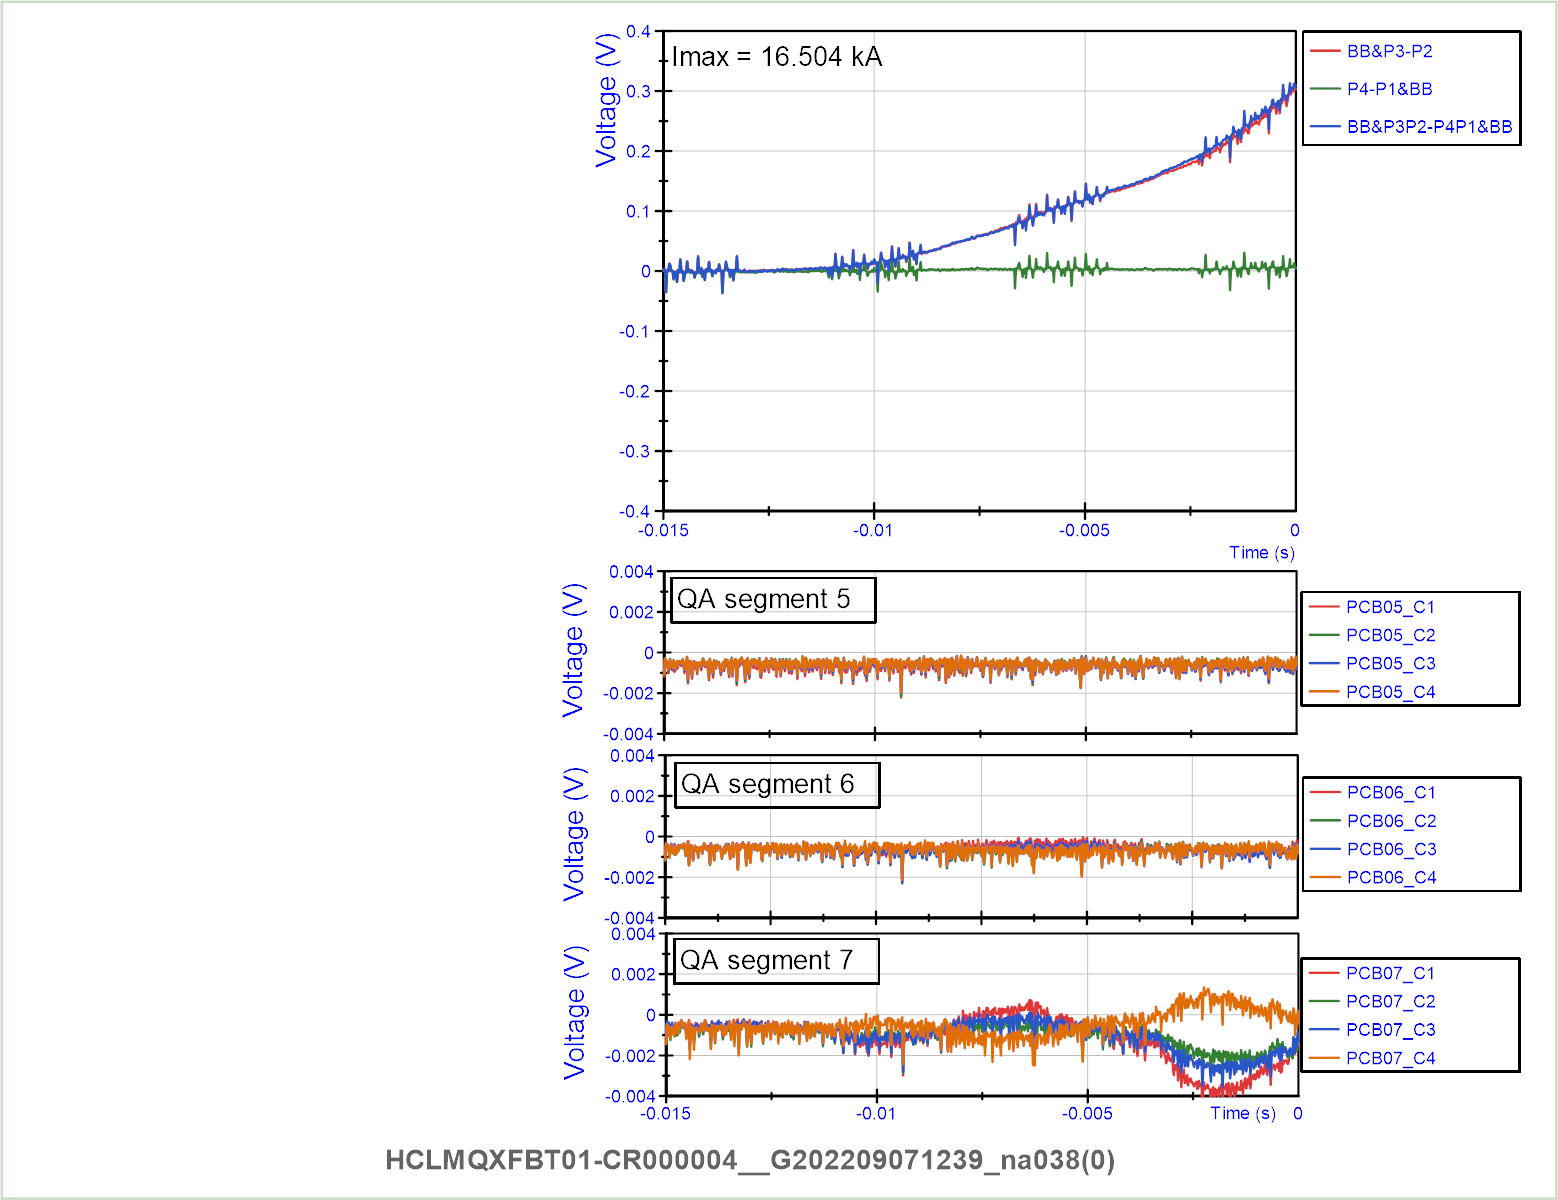 Imax = 16.504 kA
Voltage (V)
0.4
0.3
0.2
0.1
0
-0.1
-0.2
-0.3
-0.4
-0.015
-0.01
-0.005
0
Time (s)
BB&P3-P2
P4-P1&BB
BB&P3P2-P4P1&BB
QA segment 5
Voltage (V)
0.004
0.002
0
-0.002
-0.004
PCB05_C1
PCB05_C2
PCB05_C3
PCB05_C4
QA segment 6
Voltage (V)
0.004
0.002
0
-0.002
-0.004
PCB06_C1
PCB06_C2
PCB06_C3
PCB06_C4
QA segment 7
Voltage (V)
0.004
0.002
0
-0.002
-0.004
-0.015
-0.01
-0.005
Time (s)
0
PCB07_C1
PCB07_C2
PCB07_C3
PCB07_C4
HCLMQXFBT01-CR000004__G202209071239_na038(0)